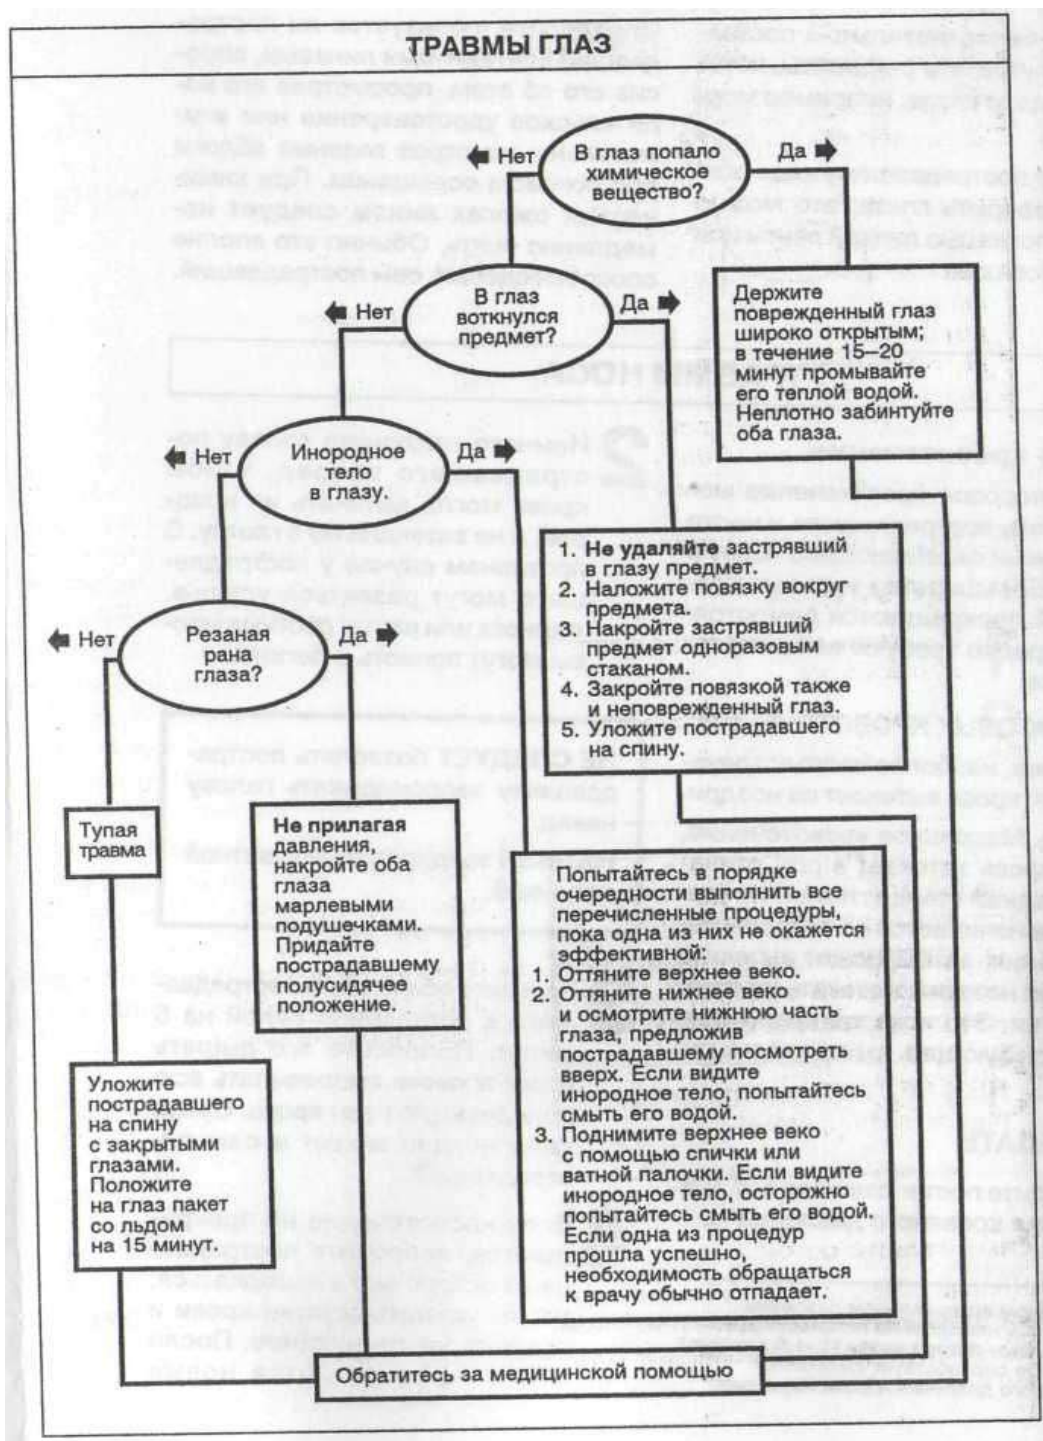 ТРАВМЫ ГЛАЗ
Нет
В глаз попало
химическое
вещество?
Да
Нет
В глаз
воткнулся
предмет?
Да
Держите
поврежденный глаз
широко открытым;
в течение 15–20
минут промывайте
его теплой водой.
Неплотно забинтуйте
оба глаза.
Нет
Инородное
тело
в глазу.
Да
1. Не удаляйте застрявший
в глазу предмет.
2. Наложите повязку вокруг
предмета.
3. Накройте застрявший
предмет одноразовым
стаканом.
4. Закройте повязкой также
и неповрежденный глаз.
5. Уложите пострадавшего
на спину.
Нет
Резаная
рана
глаза?
Да
Тупая
травма
Не прилагая
давления,
накройте оба
глаза
марлевыми
подушечками.
Придайте
пострадавшему
полусидячее
положение.
Попытайтесь в порядке
очередности выполнить все
перечисленные процедуры,
пока одна из них не окажется
эффективной:
1. Оттяните верхнее веко.
2. Оттяните нижнее веко
и осмотрите нижнюю часть
глаза, предложив
пострадавшему посмотреть
вверх. Если видите
инородное тело, попытайтесь
смыть его водой.
3. Поднимите верхнее веко
с помощью спички или
ватной палочки. Если видите
инородное тело, осторожно
попытайтесь смыть его водой.
Если одна из процедур
прошла успешно,
необходимость обращаться
к врачу обычно отпадает.
Уложите
пострадавшего
на спину
с закрытыми
глазами.
Положите
на глаз пакет
со льдом
на 15 минут.
Обратитесь за медицинской помощью